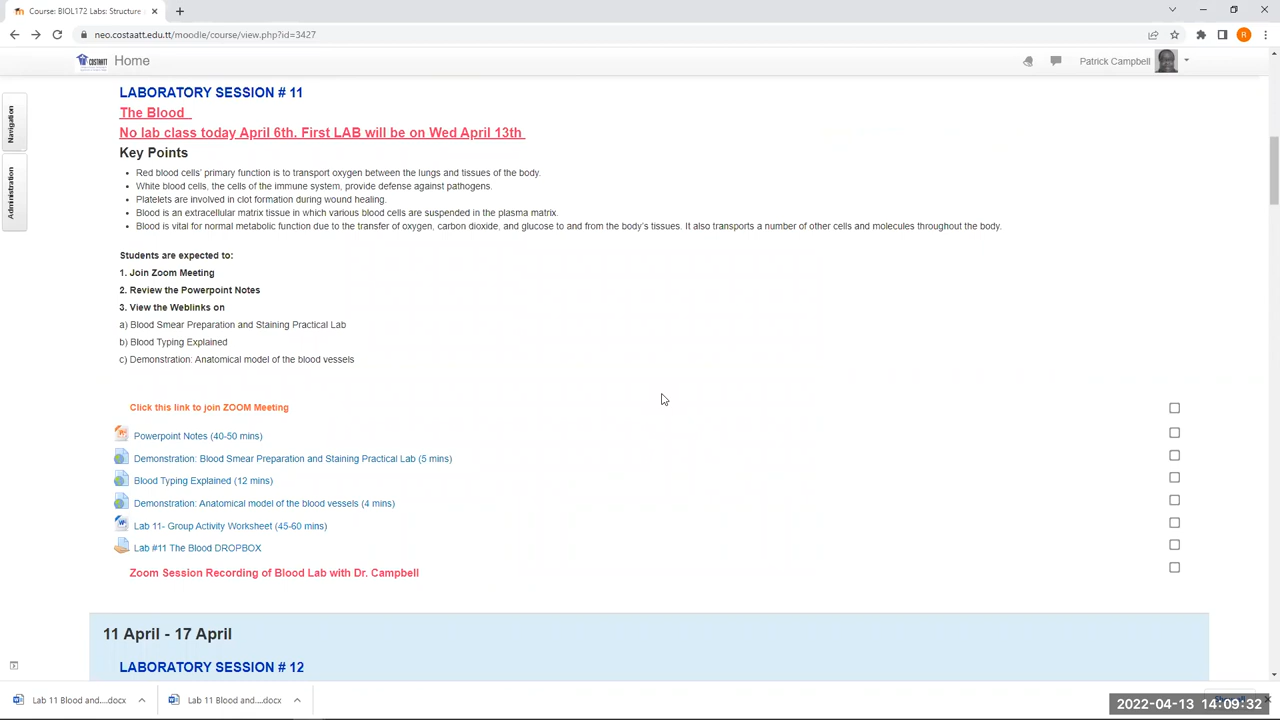 Course: BIOL172 Labs: Structure
neo.costaatt.edu.tt/moodle/course/view.php?id=3427
R
COSTAATT
Home
Patrick Campbell
Navigation
Administration
LABORATORY SESSION # 11
The Blood
No lab class today April 6th. First LAB will be on Wed April 13th
Key Points
• Red blood cells' primary function is to transport oxygen between the lungs and tissues of the body.
• White blood cells, the cells of the immune system, provide defense against pathogens.
• Platelets are involved in clot formation during wound healing.
• Blood is an extracellular matrix tissue in which various blood cells are suspended in the plasma matrix.
• Blood is vital for normal metabolic function due to the transfer of oxygen, carbon dioxide, and glucose to and from the body's tissues. It also transports a number of other cells and molecules throughout the body.
Students are expected to:
1. Join Zoom Meeting
2. Review the Powerpoint Notes
3. View the Weblinks on
a) Blood Smear Preparation and Staining Practical Lab
b) Blood Typing Explained
c) Demonstration: Anatomical model of the blood vessels
Click this link to join ZOOM Meeting
Powerpoint Notes (40-50 mins)
Demonstration: Blood Smear Preparation and Staining Practical Lab (5 mins)
Blood Typing Explained (12 mins)
Demonstration: Anatomical model of the blood vessels (4 mins)
Lab 11- Group Activity Worksheet (45-60 mins)
Lab #11 The Blood DROPBOX
Zoom Session Recording of Blood Lab with Dr. Campbell
11 April - 17 April
LABORATORY SESSION # 12
Lab 11 Blood and....docx
Lab 11 Blood and....docx
2022-04-13 14:09:32